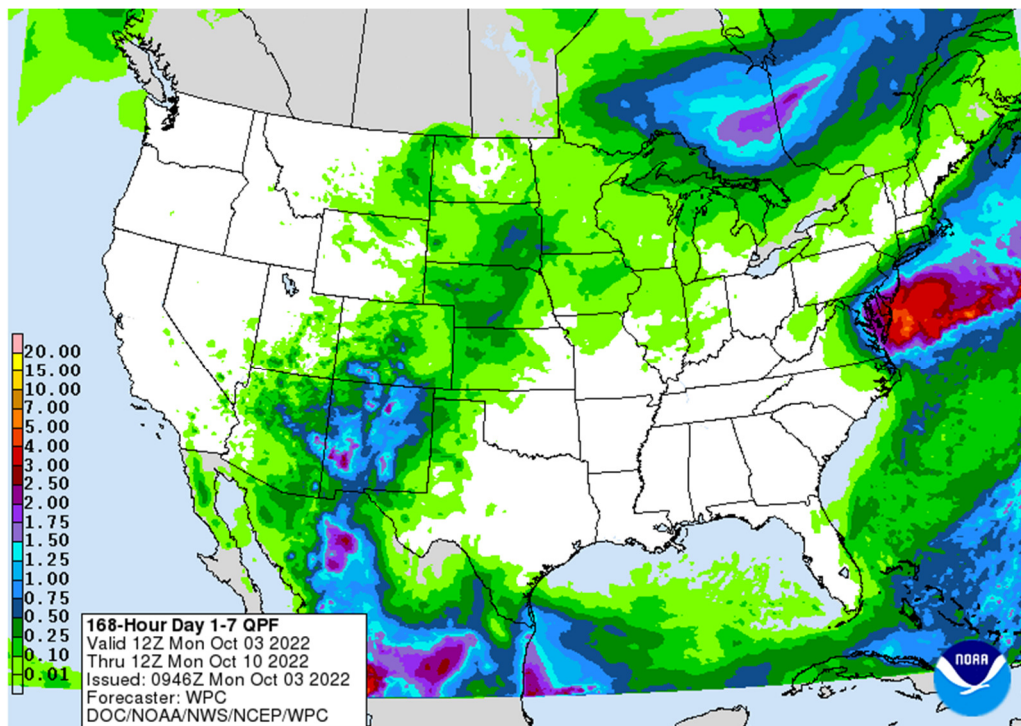 20.00
15.00
10.00
7.00
5.00
4.00
3.00
2.50
2.00
1.75
1.50
1.25
1.00
0.75
0.50
0.25
0.10
0.01
168-Hour Day 1-7 QPF
Valid 12Z Mon Oct 03 2022
Thru 12Z Mon Oct 10 2022
Issued: 0946Z Mon Oct 03 2022
Forecaster: WPC
DOC/NOAA/NWS/NCEP/WPC
NOAA